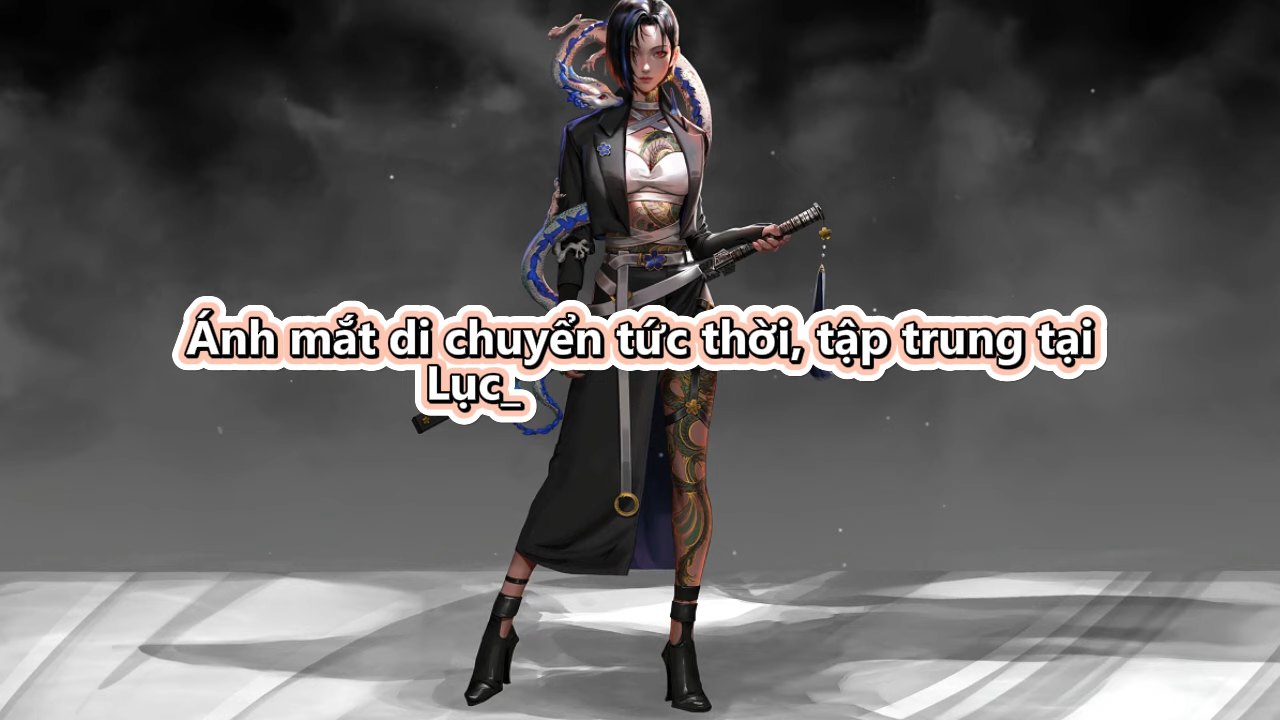 Ánh mắt di chuyển tức thời, tập trung tại
Lục_